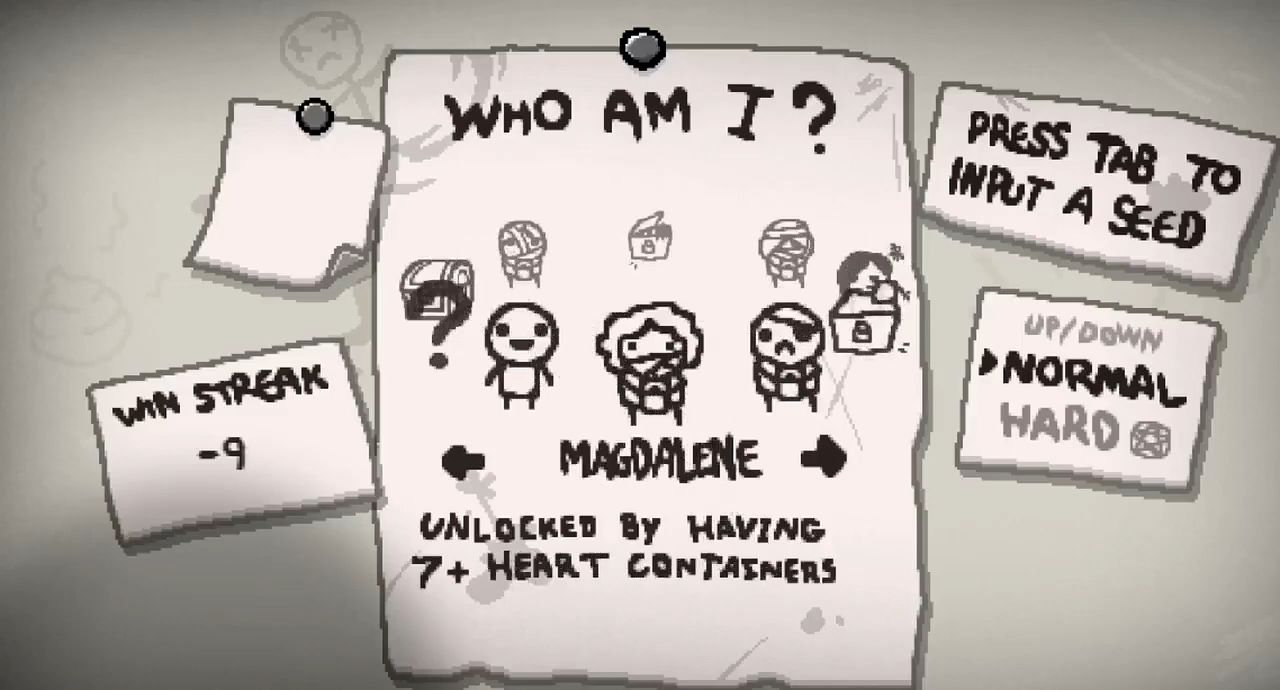 WHO AM I?
PRESS TAB TO
INPUT A SEED
?
UP/DOWN
NORMAL
HARD
WIN STREAK
-9
MAGDALENE
UNLOCKED BY HAVING
7+ HEART CONTAINERS